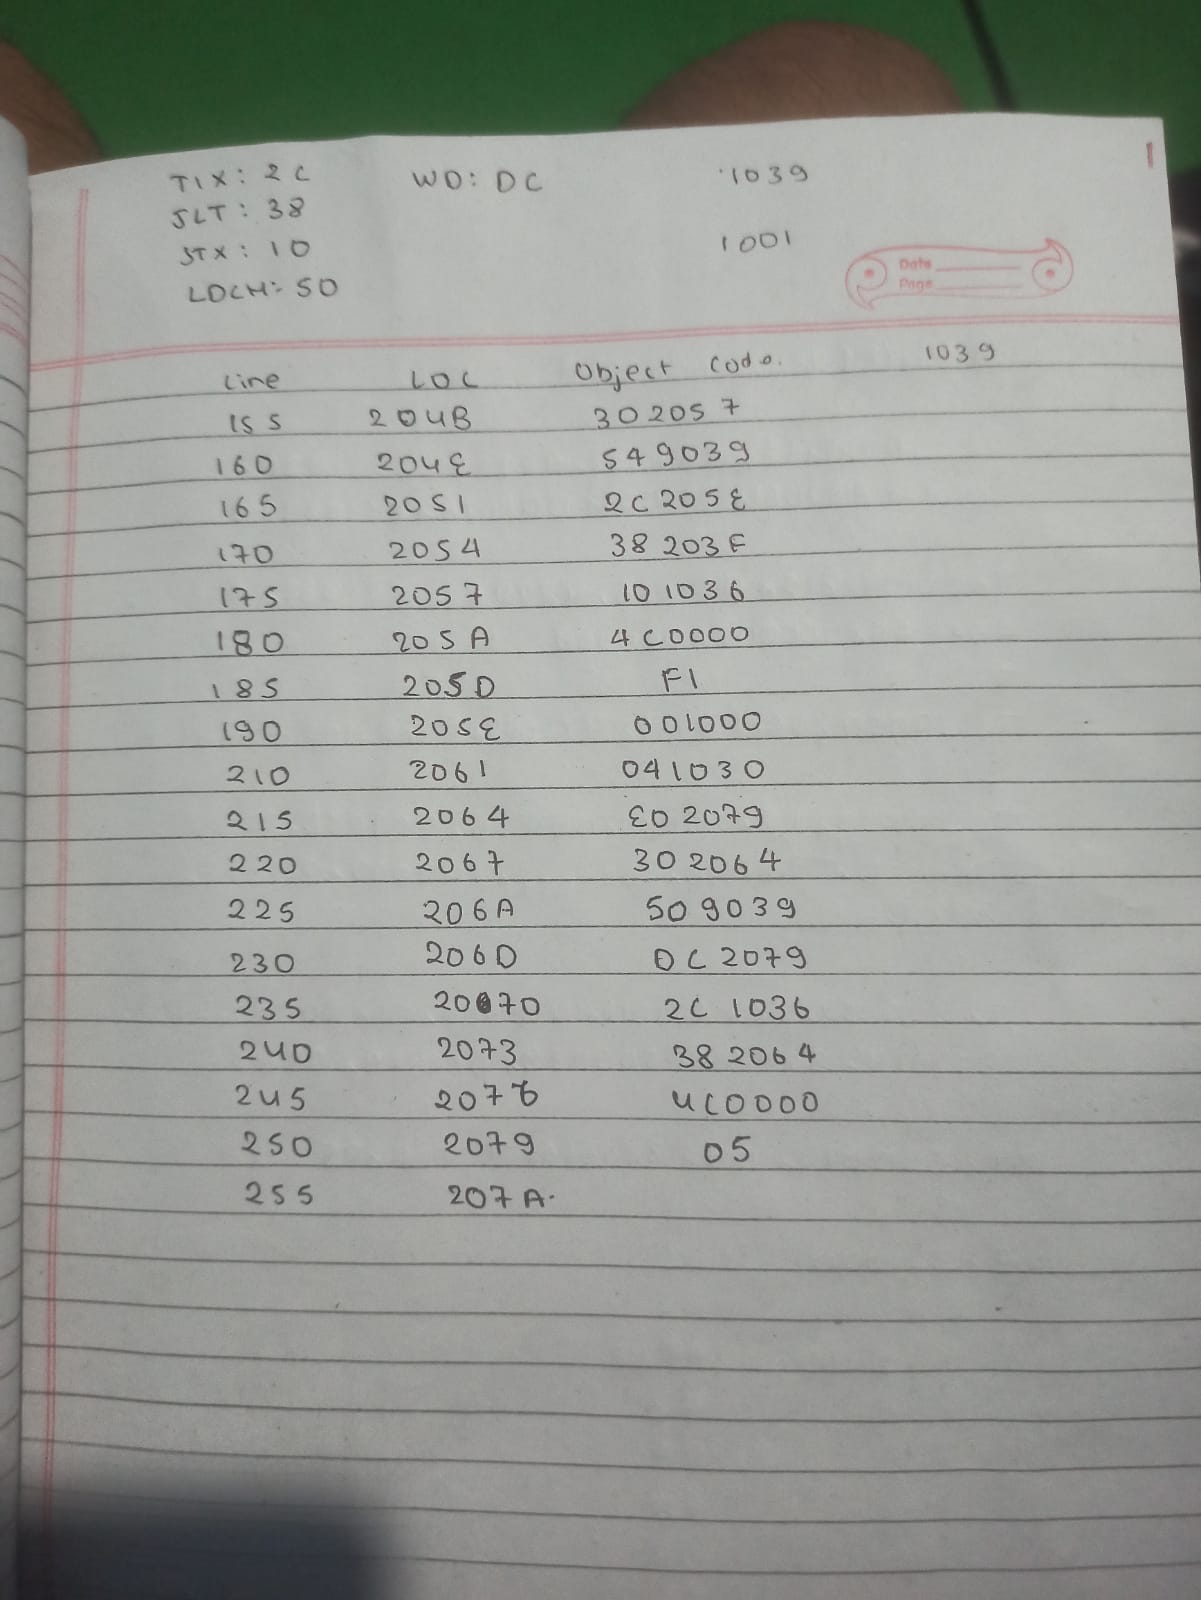 TIX: 2C WD: DC 1039
JLT: 38
STX: 10 1001
LDCH: 50
Date
Page
Line LOC Object Code. 1039
155 204B 302057
160 204E 549039
165 2051 2C205E
170 2054 38203F
175 2057 101036
180 205A 4C0000
185 205D F1
190 205E 001000
210 2061 041030
215 2064 E02079
220 2067 302064
225 206A 509039
230 206D DC2079
235 20070 2C1036
240 2073 382064
245 2076 4C0000
250 2079 05
255 207A.